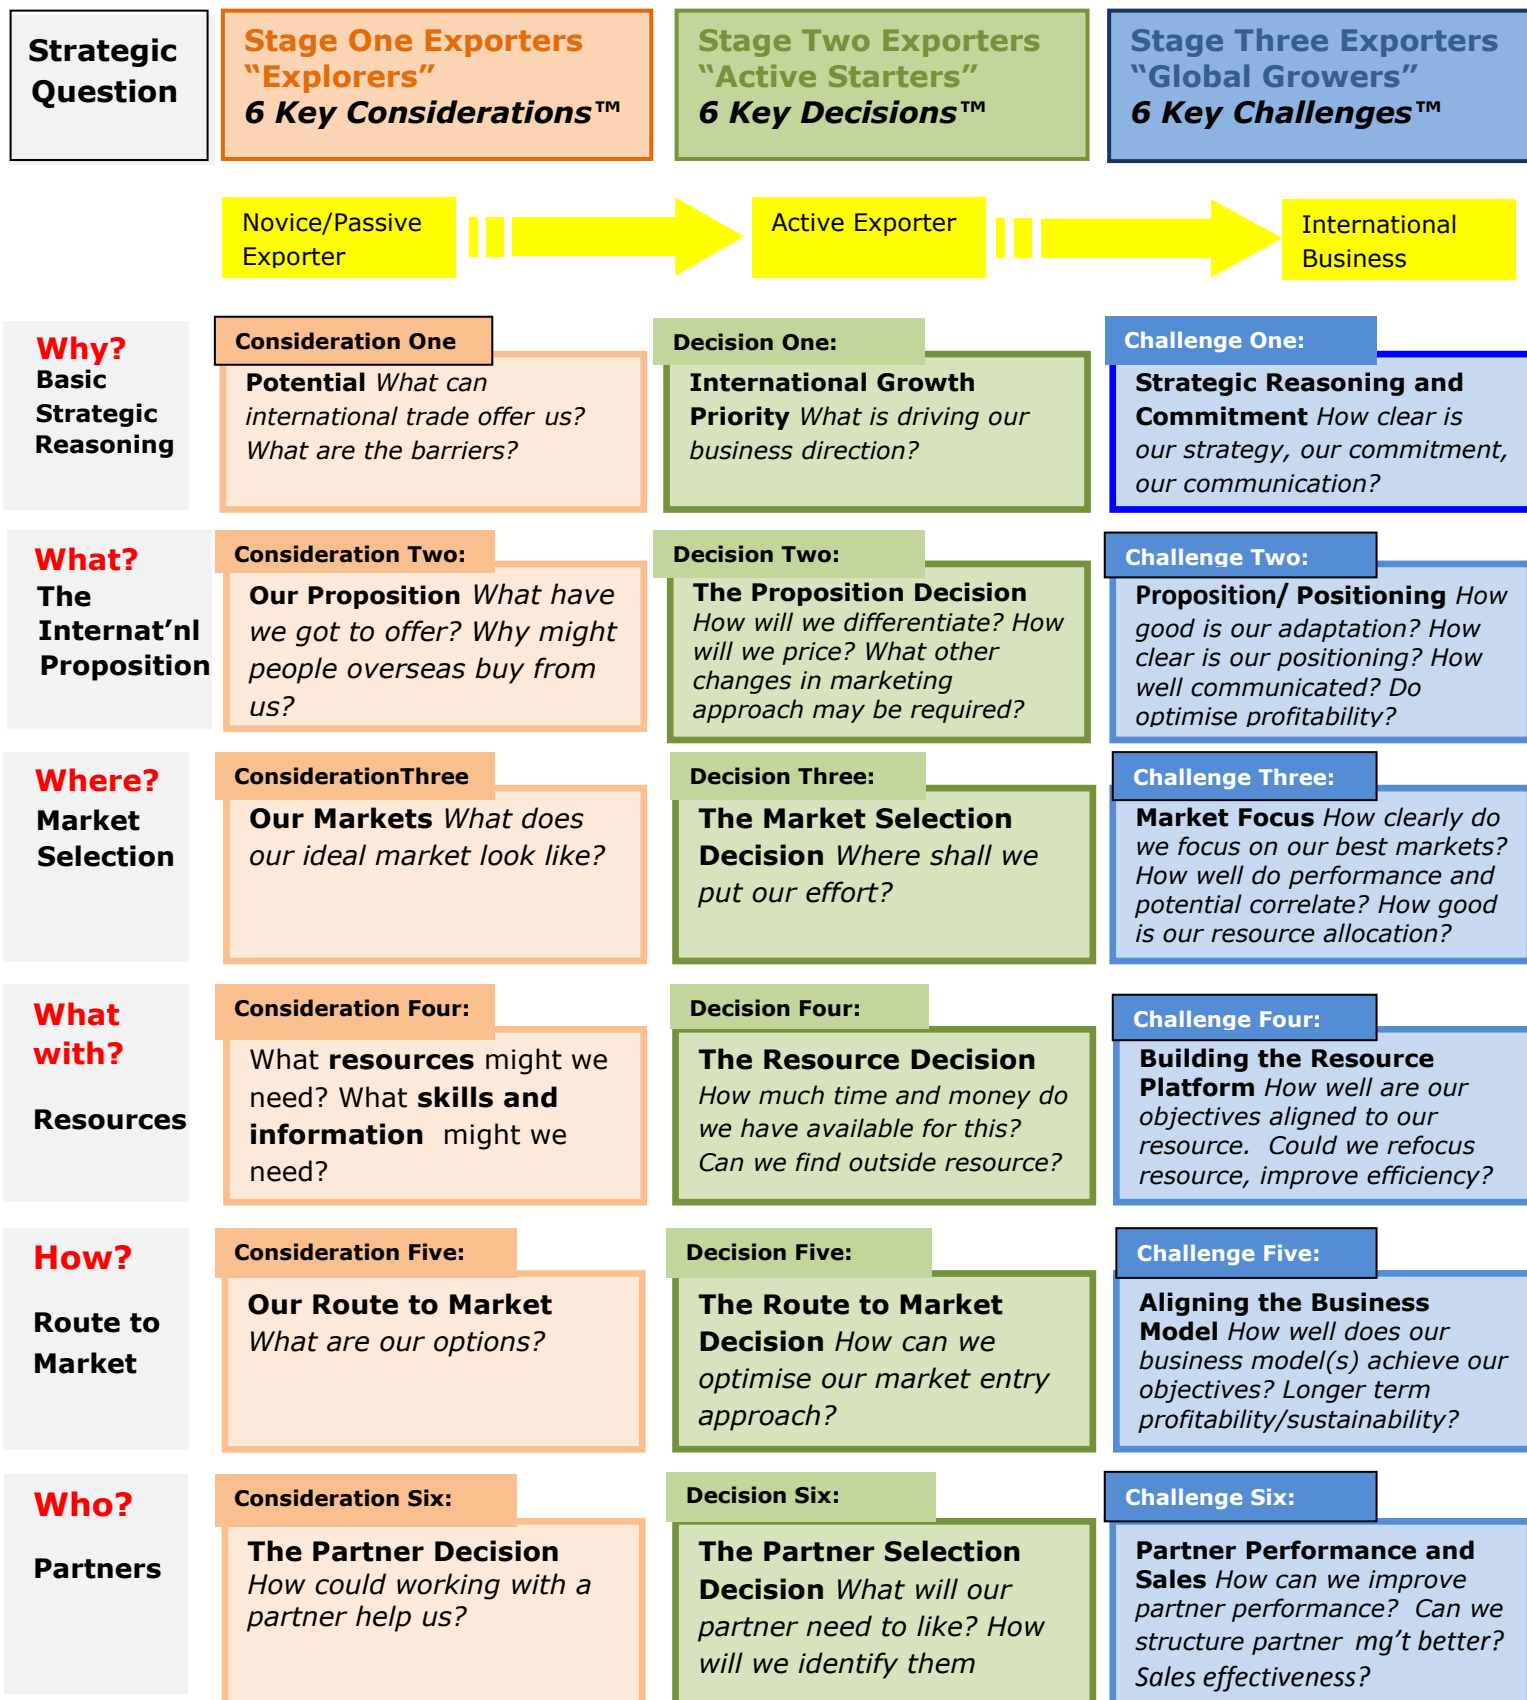 Strategic
Question
Stage One Exporters
“Explorers”
6 Key Considerations™
Stage Two Exporters
“Active Starters”
6 Key Decisions™
Stage Three Exporters
“Global Growers”
6 Key Challenges™
Novice/Passive
Exporter
Active Exporter
International
Business
Why?
Basic
Strategic
Reasoning
Consideration One
Potential What can
international trade offer us?
What are the barriers?
Decision One:
International Growth
Priority What is driving our
business direction?
Challenge One:
Strategic Reasoning and
Commitment How clear is
our strategy, our commitment,
our communication?
What?
The
Internat’nl
Proposition
Consideration Two:
Our Proposition What have
we got to offer? Why might
people overseas buy from
us?
Decision Two:
The Proposition Decision
How will we differentiate? How
will we price? What other
changes in marketing
approach may be required?
Challenge Two:
Proposition/ Positioning How
good is our adaptation? How
clear is our positioning? How
well communicated? Do
optimise profitability?
Where?
Market
Selection
ConsiderationThree
Our Markets What does
our ideal market look like?
Decision Three:
The Market Selection
Decision Where shall we
put our effort?
Challenge Three:
Market Focus How clearly do
we focus on our best markets?
How well do performance and
potential correlate? How good
is our resource allocation?
What
with?
Resources
Consideration Four:
What resources might we
need? What skills and
information might we
need?
Decision Four:
The Resource Decision
How much time and money do
we have available for this?
Can we find outside resource?
Challenge Four:
Building the Resource
Platform How well are our
objectives aligned to our
resource. Could we refocus
resource, improve efficiency?
How?
Route to
Market
Consideration Five:
Our Route to Market
What are our options?
Decision Five:
The Route to Market
Decision How can we
optimise our market entry
approach?
Challenge Five:
Aligning the Business
Model How well does our
business model(s) achieve our
objectives? Longer term
profitability/sustainability?
Who?
Partners
Consideration Six:
The Partner Decision
How could working with a
partner help us?
Decision Six:
The Partner Selection
Decision What will our
partner need to like? How
will we identify them
Challenge Six:
Partner Performance and
Sales How can we improve
partner performance? Can we
structure partner mg’t better?
Sales effectiveness?